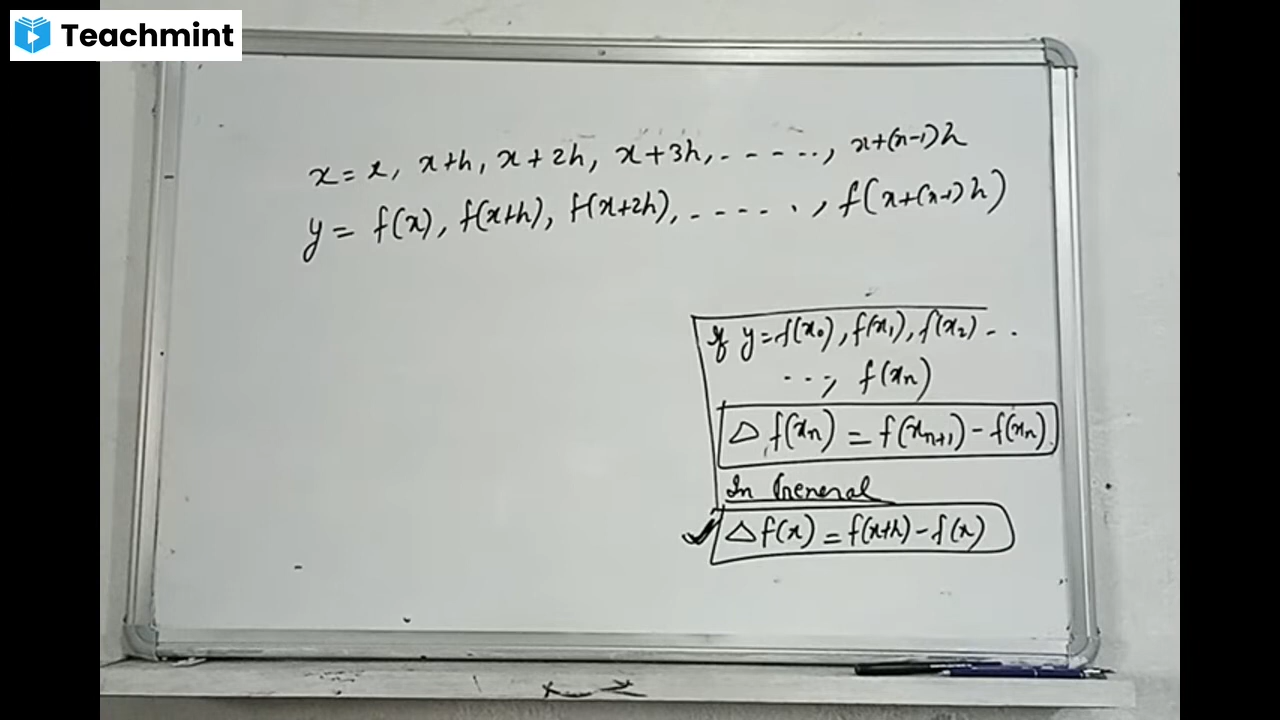 Teachmint
x = x, x+h, x+2h, x+3h, ......, x+(n-1)h
y = f(x), f(x+h), f(x+2h), ......, f(x+(n-1)h)
If y=f(x₀), f(x₁), f(x₂) ..
..., f(xₙ)
△ f(xₙ) = f(xₙ₊₁) - f(xₙ)
In General
✓ △ f(x) = f(x+h) - f(x)